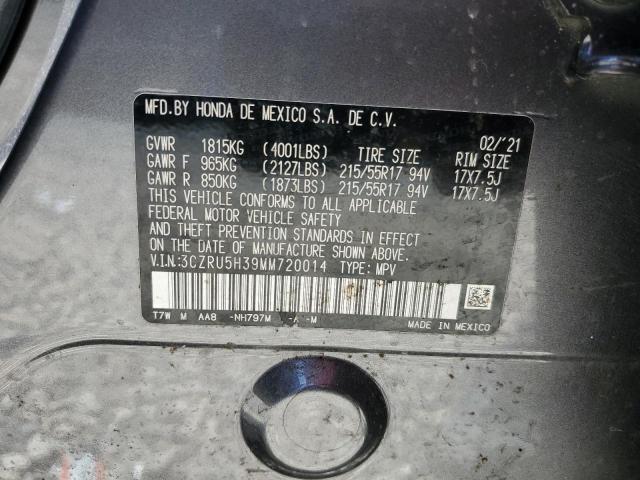 MFD.BY HONDA DE MEXICO S.A. DE C.V.
GVWR 1815KG (4001LBS) TIRE SIZE 02/'21 RIM SIZE
GAWR F 965KG (2127LBS) 215/55R17 94V 17X7.5J
GAWR R 850KG (1873LBS) 215/55R17 94V 17X7.5J
THIS VEHICLE CONFORMS TO ALL APPLICABLE
FEDERAL MOTOR VEHICLE SAFETY
AND THEFT PREVENTION STANDARDS IN EFFECT
ON THE DATE OF MANUFACTURE SHOWN ABOVE.
V.I.N.:3CZRU5H39MM720014 TYPE: MPV
T7W M AA8 -NH797M -A -M MADE IN MEXICO